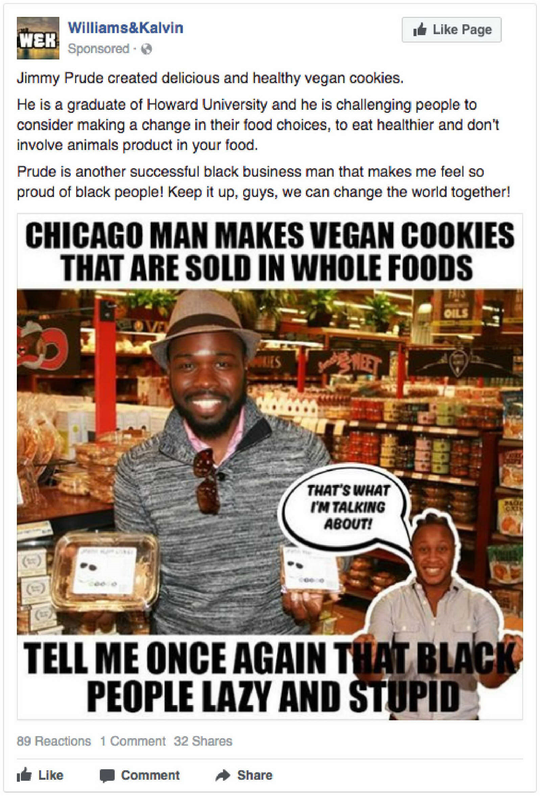 WEK
Williams&Kalvin
Sponsored ·
Like Page
Jimmy Prude created delicious and healthy vegan cookies.
He is a graduate of Howard University and he is challenging people to
consider making a change in their food choices, to eat healthier and don't
involve animals product in your food.
Prude is another successful black business man that makes me feel so
proud of black people! Keep it up, guys, we can change the world together!
CHICAGO MAN MAKES VEGAN COOKIES
THAT ARE SOLD IN WHOLE FOODS
OILS
SWEET
THAT'S WHAT
I'M TALKING
ABOUT!
TELL ME ONCE AGAIN THAT BLACK
PEOPLE LAZY AND STUPID
89 Reactions 1 Comment 32 Shares
Like Comment Share